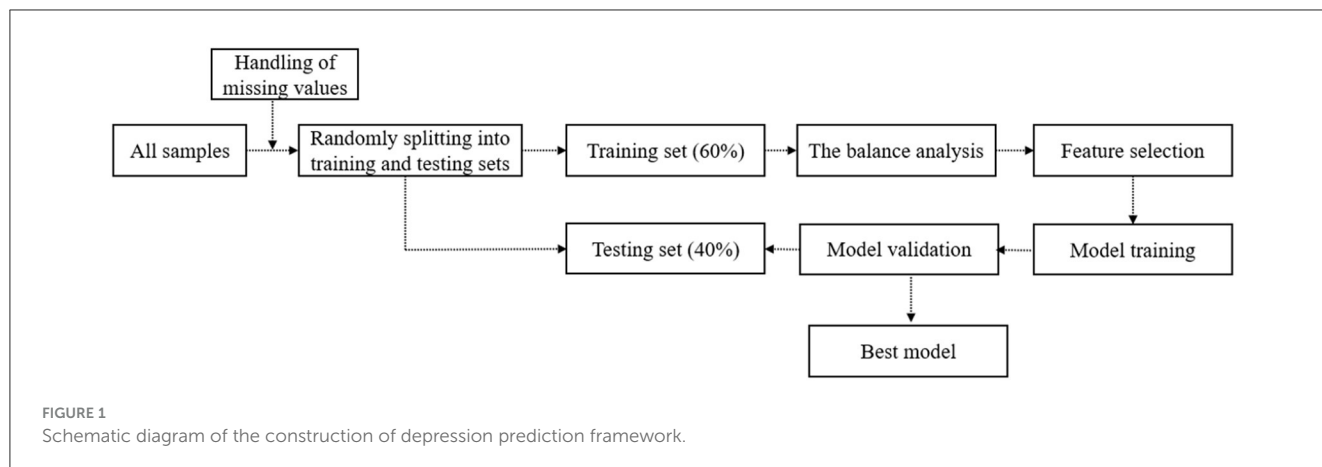 Handling of
missing values
All samples
Randomly splitting into
training and testing sets
Training set (60%)
The balance analysis
Feature selection
Testing set (40%)
Model validation
Model training
Best model
FIGURE 1
Schematic diagram of the construction of depression prediction framework.